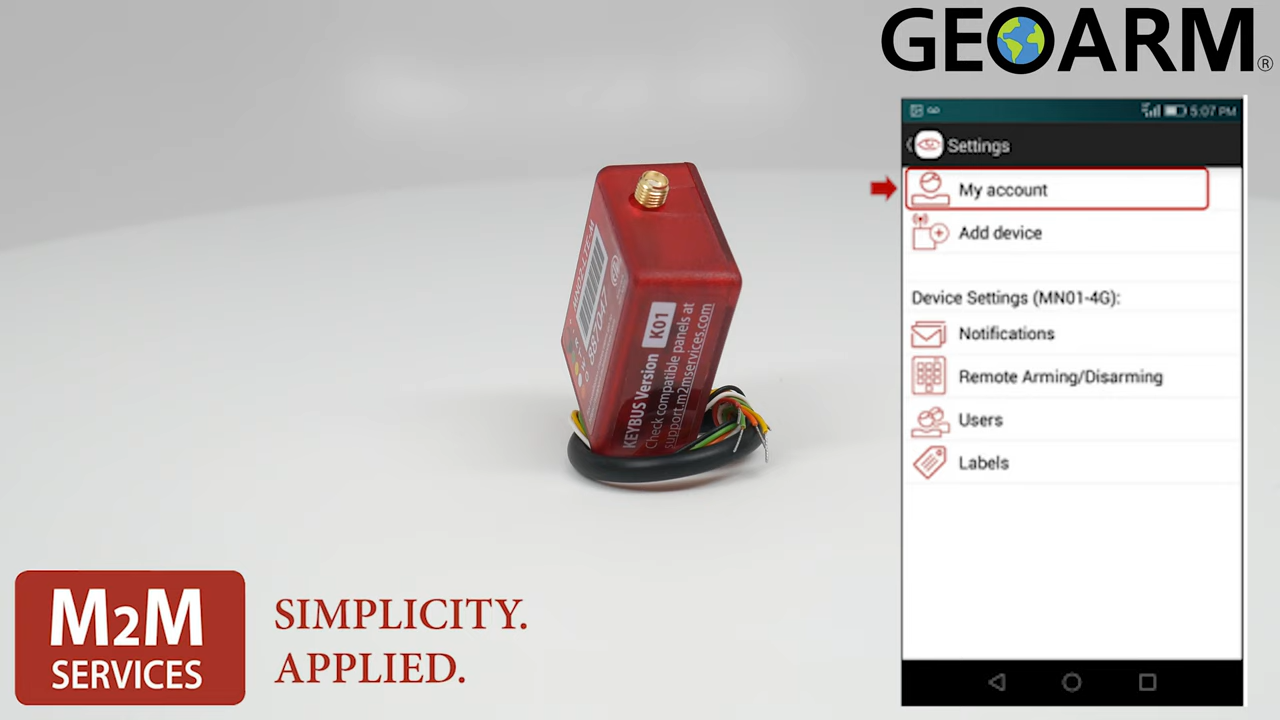 GEOARM®
5:07 PM
Settings
My account
Add device
Device Settings (MN01-4G):
Notifications
Remote Arming/Disarming
Users
Labels
KEYBUS Version K01
Check compatible panels at
support.m2mservices.com
M2M
SERVICES
SIMPLICITY.
APPLIED.